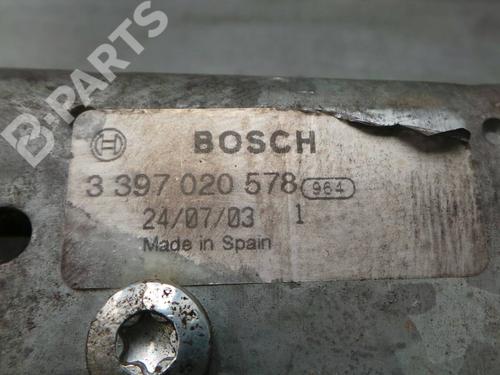 B-PARTS
BOSCH
3 397 020 578 964
24/07/03 1
Made in Spain